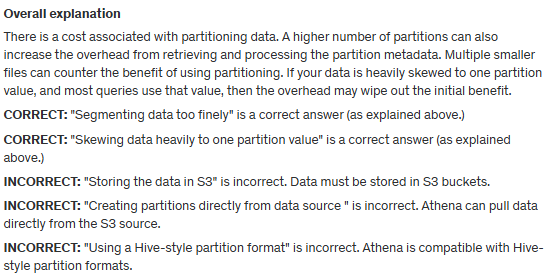 Overall explanation
There is a cost associated with partitioning data. A higher number of partitions can also
increase the overhead from retrieving and processing the partition metadata. Multiple smaller
files can counter the benefit of using partitioning. If your data is heavily skewed to one partition
value, and most queries use that value, then the overhead may wipe out the initial benefit.
CORRECT: "Segmenting data too finely" is a correct answer (as explained above.)
CORRECT: "Skewing data heavily to one partition value" is a correct answer (as explained
above.)
INCORRECT: "Storing the data in S3" is incorrect. Data must be stored in S3 buckets.
INCORRECT: "Creating partitions directly from data source " is incorrect. Athena can pull data
directly from the S3 source.
INCORRECT: "Using a Hive-style partition format" is incorrect. Athena is compatible with Hive-
style partition formats.